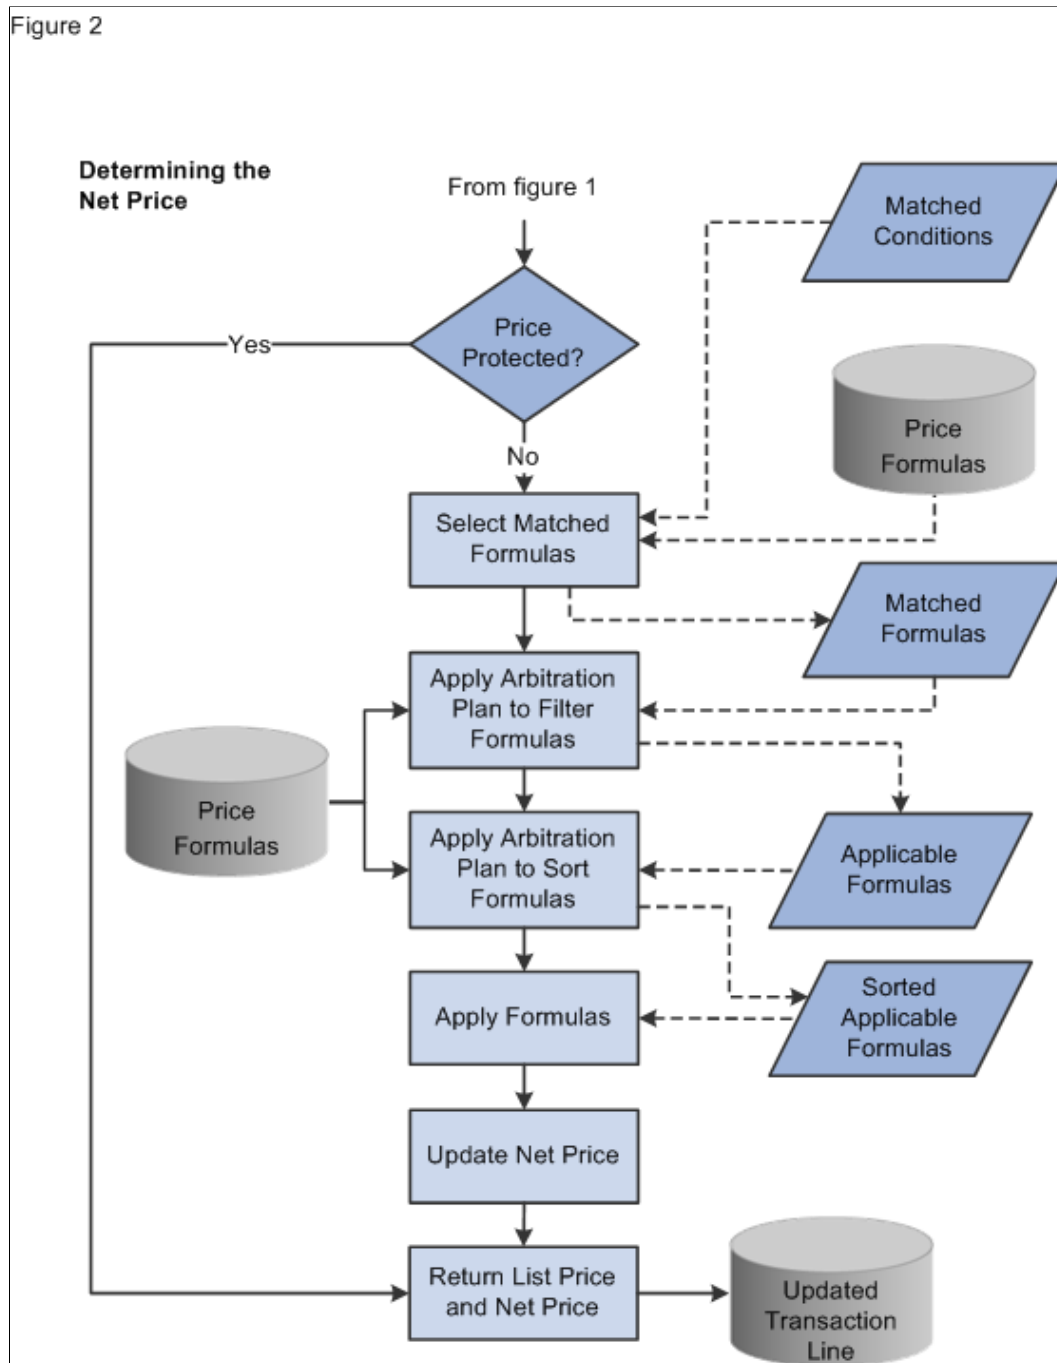 Figure 2
Determining the
Net Price
From figure 1
Matched
Conditions
Price
Protected?
Yes
Price
Formulas
No
Select Matched
Formulas
Matched
Formulas
Apply Arbitration
Plan to Filter
Formulas
Price
Formulas
Apply Arbitration
Plan to Sort
Formulas
Applicable
Formulas
Apply Formulas
Sorted
Applicable
Formulas
Update Net Price
Return List Price
and Net Price
Updated
Transaction
Line